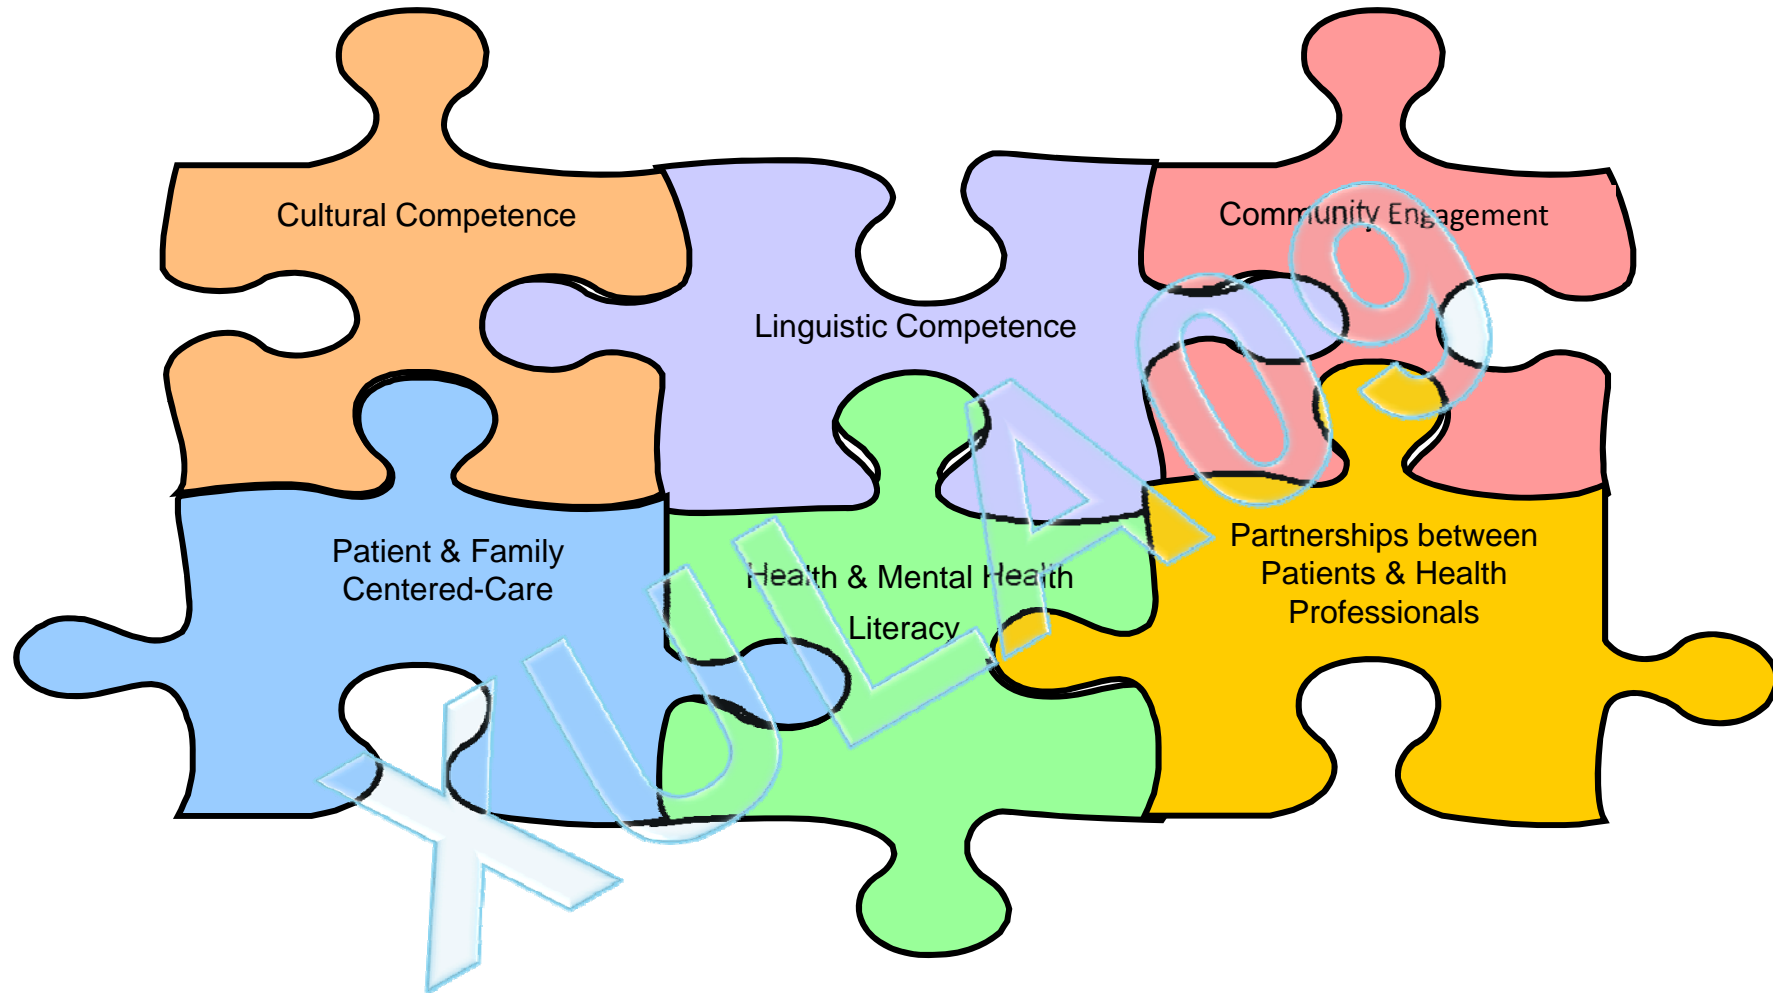 Cultural Competence
Community Engagement
Linguistic Competence
Patient & Family
Centered-Care
Health & Mental Health
Literacy
Partnerships between
Patients & Health
Professionals
XULA09